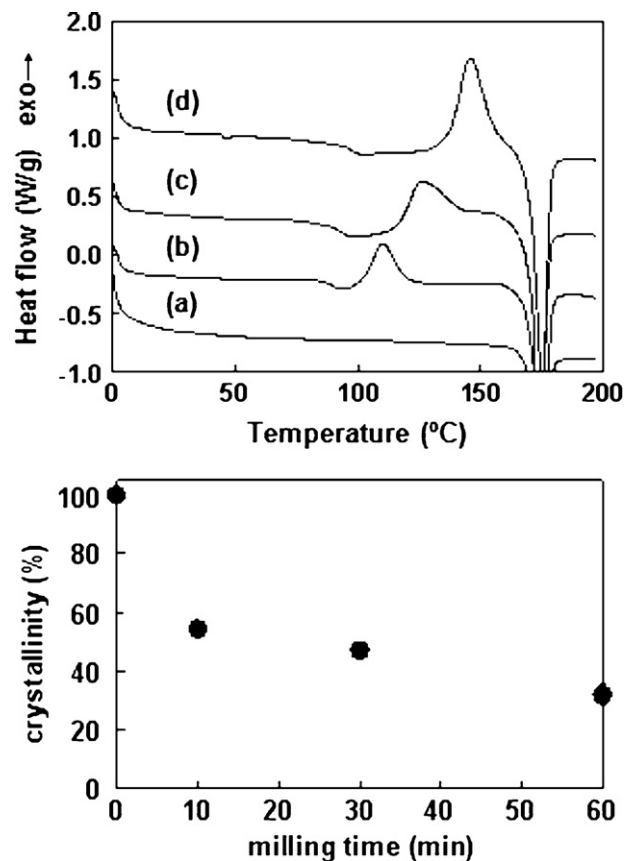 2.0
1.5
1.0
0.5
0.0
-0.5
-1.0
Heat flow (W/g) exo→
(d)
(c)
(b)
(a)
0 50 100 150 200
Temperature (ºC)
100
80
60
40
20
0
crystallinity (%)
0 10 20 30 40 50 60
milling time (min)